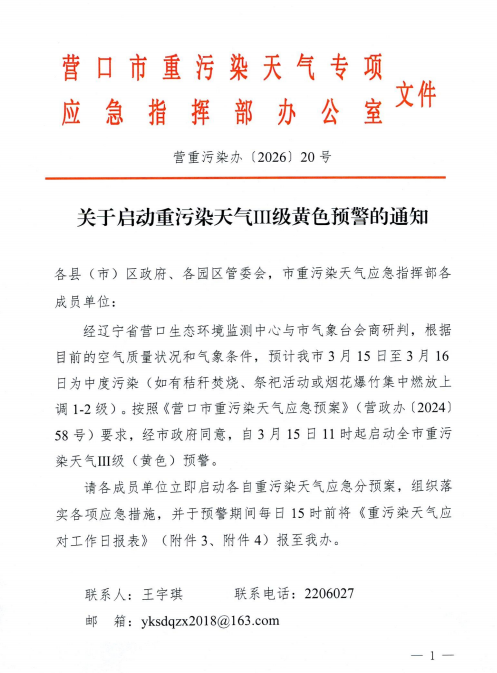 营口市重污染天气专项
应急指挥部办公室文件
营重污染办〔2026〕20 号
关于启动重污染天气Ⅲ级黄色预警的通知
各县（市）区政府、各园区管委会，市重污染天气应急指挥部各
成员单位：
经辽宁省营口生态环境监测中心与市气象台会商研判，根据
目前的空气质量状况和气象条件，预计我市 3 月 15 日至 3 月 16
日为中度污染（如有秸秆焚烧、祭祀活动或烟花爆竹集中燃放上
调 1-2 级）。按照《营口市重污染天气应急预案》（营政办〔2024〕
58 号）要求，经市政府同意，自 3 月 15 日 11 时起启动全市重污
染天气Ⅲ级（黄色）预警。
请各成员单位立即启动各自重污染天气应急分预案，组织落
实各项应急措施，并于预警期间每日 15 时前将《重污染天气应
对工作日报表》（附件 3、附件 4）报至我办。
联系人：王宇琪 联系电话：2206027
邮 箱：yksdqzx2018@163.com
— 1 —